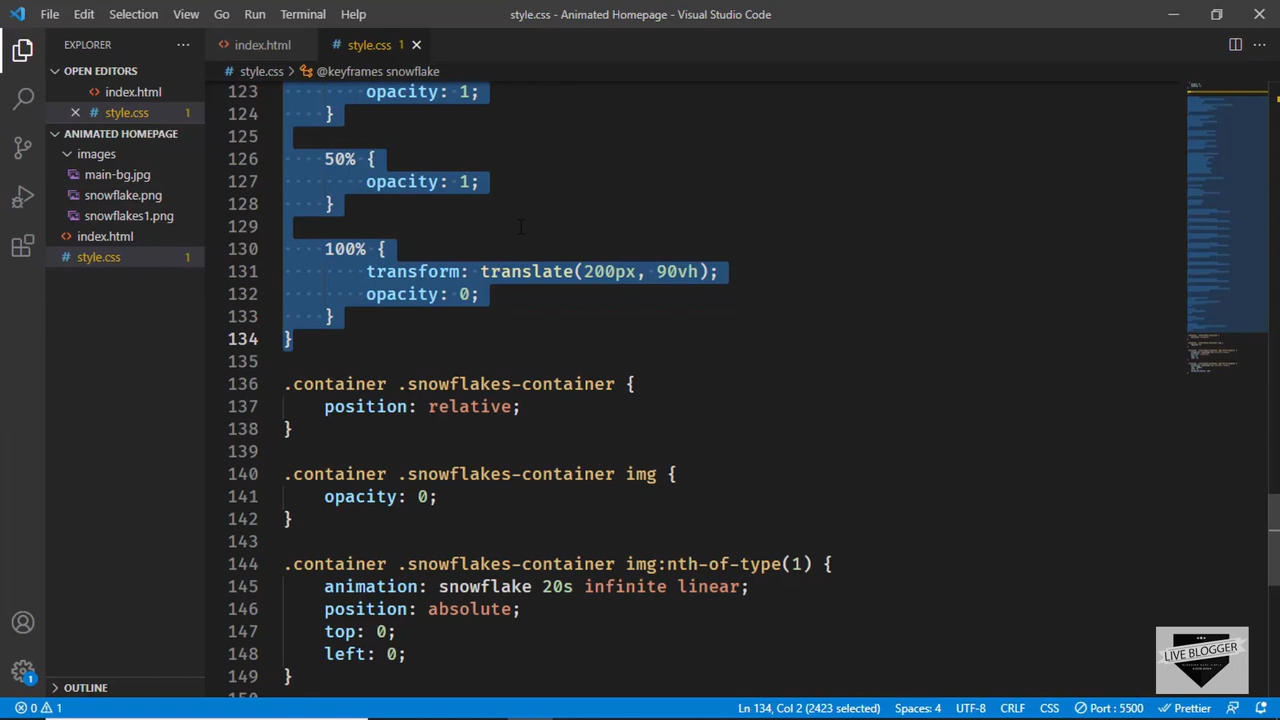 File Edit Selection View Go Run Terminal Help
style.css - Animated Homepage - Visual Studio Code
EXPLORER
OPEN EDITORS
index.html
style.css 1
ANIMATED HOMEPAGE
images
main-bg.jpg
snowflake.png
snowflakes1.png
index.html
style.css 1
OUTLINE
index.html
style.css 1
style.css > @keyframes snowflake
123 opacity: 1;
124 }
125
126 50% {
127 opacity: 1;
128 }
129
130 100% {
131 transform: translate(200px, 90vh);
132 opacity: 0;
133 }
134 }
135
136 .container .snowflakes-container {
137 position: relative;
138 }
139
140 .container .snowflakes-container img {
141 opacity: 0;
142 }
143
144 .container .snowflakes-container img:nth-of-type(1) {
145 animation: snowflake 20s infinite linear;
146 position: absolute;
147 top: 0;
148 left: 0;
149 }
LIVE BLOGGER
1
0 1
Ln 134, Col 2 (2423 selected) Spaces: 4 UTF-8 CRLF CSS Port : 5500 Prettier